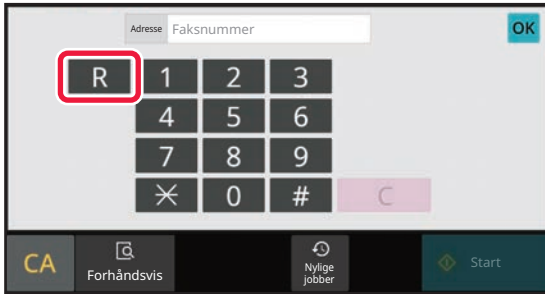 Adresse Faksnummer OK
R 1 2 3
4 5 6
7 8 9
* 0 # C
CA Forhåndsvis Nylige jobber Start